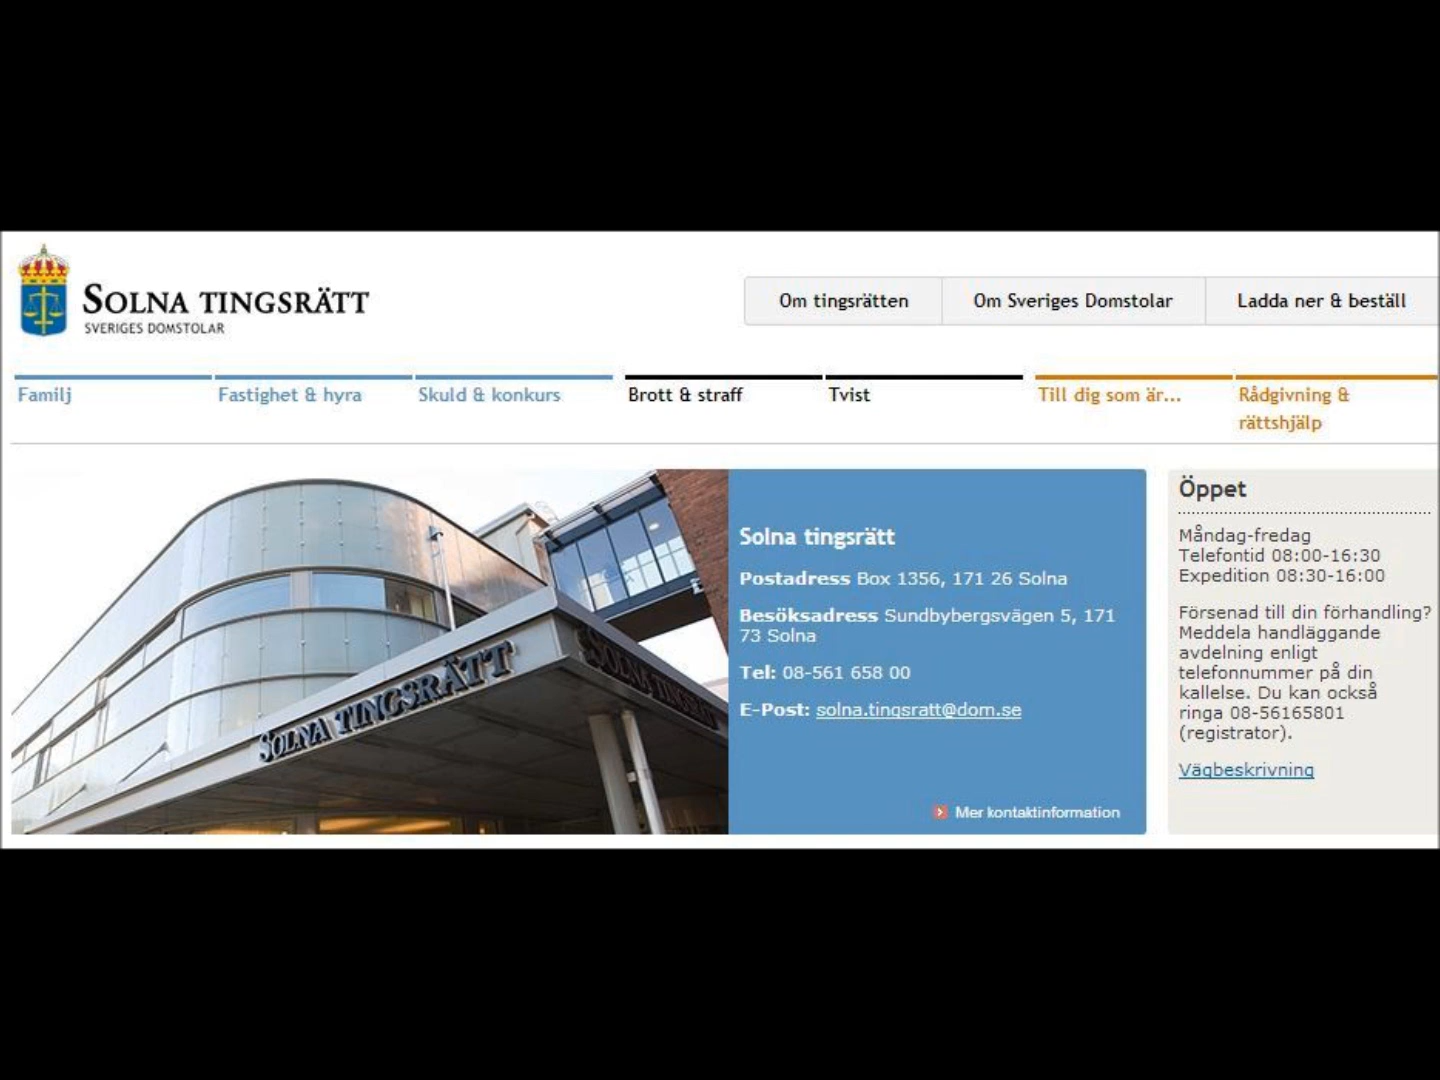 SOLNA TINGSRÄTT
SVERIGES DOMSTOLAR
Om tingsrätten
Om Sveriges Domstolar
Ladda ner & beställ
Familj
Fastighet & hyra
Skuld & konkurs
Brott & straff
Tvist
Till dig som är...
Rådgivning &
rättshjälp
SOLNA TINGSRÄTT
SOLNA TINGSRÄ
Solna tingsrätt
Postadress Box 1356, 171 26 Solna
Besöksadress Sundbybergsvägen 5, 171
73 Solna
Tel: 08-561 658 00
E-Post: solna.tingsratt@dom.se
Mer kontaktinformation
Öppet
Måndag-fredag
Telefontid 08:00-16:30
Expedition 08:30-16:00
Försenad till din förhandling?
Meddela handläggande
avdelning enligt
telefonnummer på din
kallelse. Du kan också
ringa 08-56165801
(registrator).
Vägbeskrivning